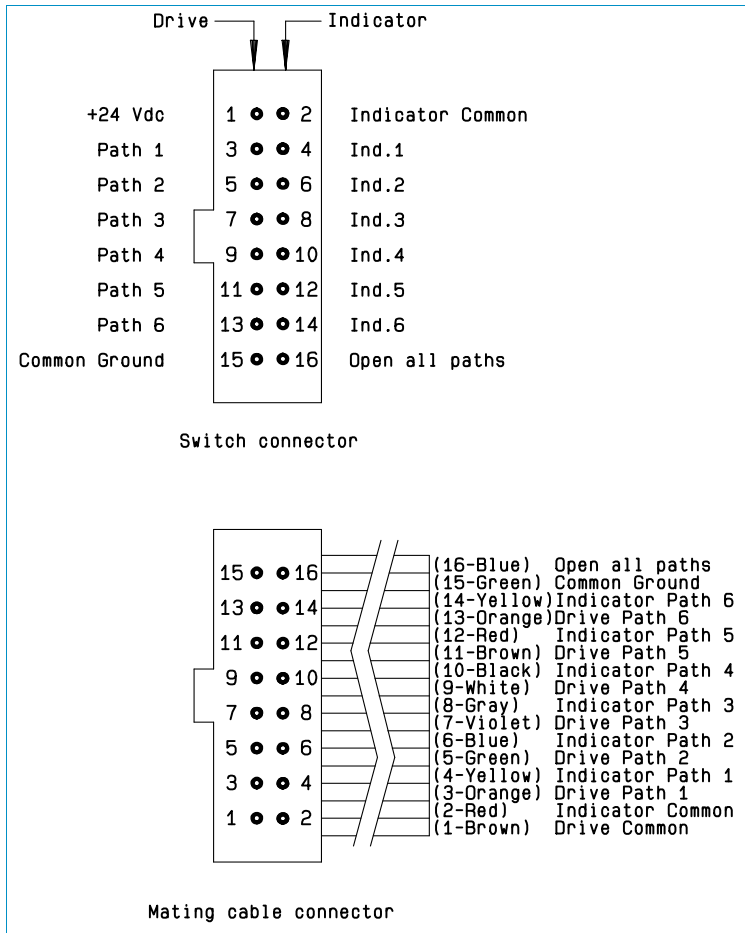 Drive Indicator
+24 Vdc 1 2 Indicator Common
Path 1 3 4 Ind.1
Path 2 5 6 Ind.2
Path 3 7 8 Ind.3
Path 4 9 10 Ind.4
Path 5 11 12 Ind.5
Path 6 13 14 Ind.6
Common Ground 15 16 Open all paths
Switch connector
15 16
13 14
11 12
9 10
7 8
5 6
3 4
1 2
(16-Blue) Open all paths
(15-Green) Common Ground
(14-Yellow) Indicator Path 6
(13-Orange) Drive Path 6
(12-Red) Indicator Path 5
(11-Brown) Drive Path 5
(10-Black) Indicator Path 4
(9-White) Drive Path 4
(8-Gray) Indicator Path 3
(7-Violet) Drive Path 3
(6-Blue) Indicator Path 2
(5-Green) Drive Path 2
(4-Yellow) Indicator Path 1
(3-Orange) Drive Path 1
(2-Red) Indicator Common
(1-Brown) Drive Common
Mating cable connector